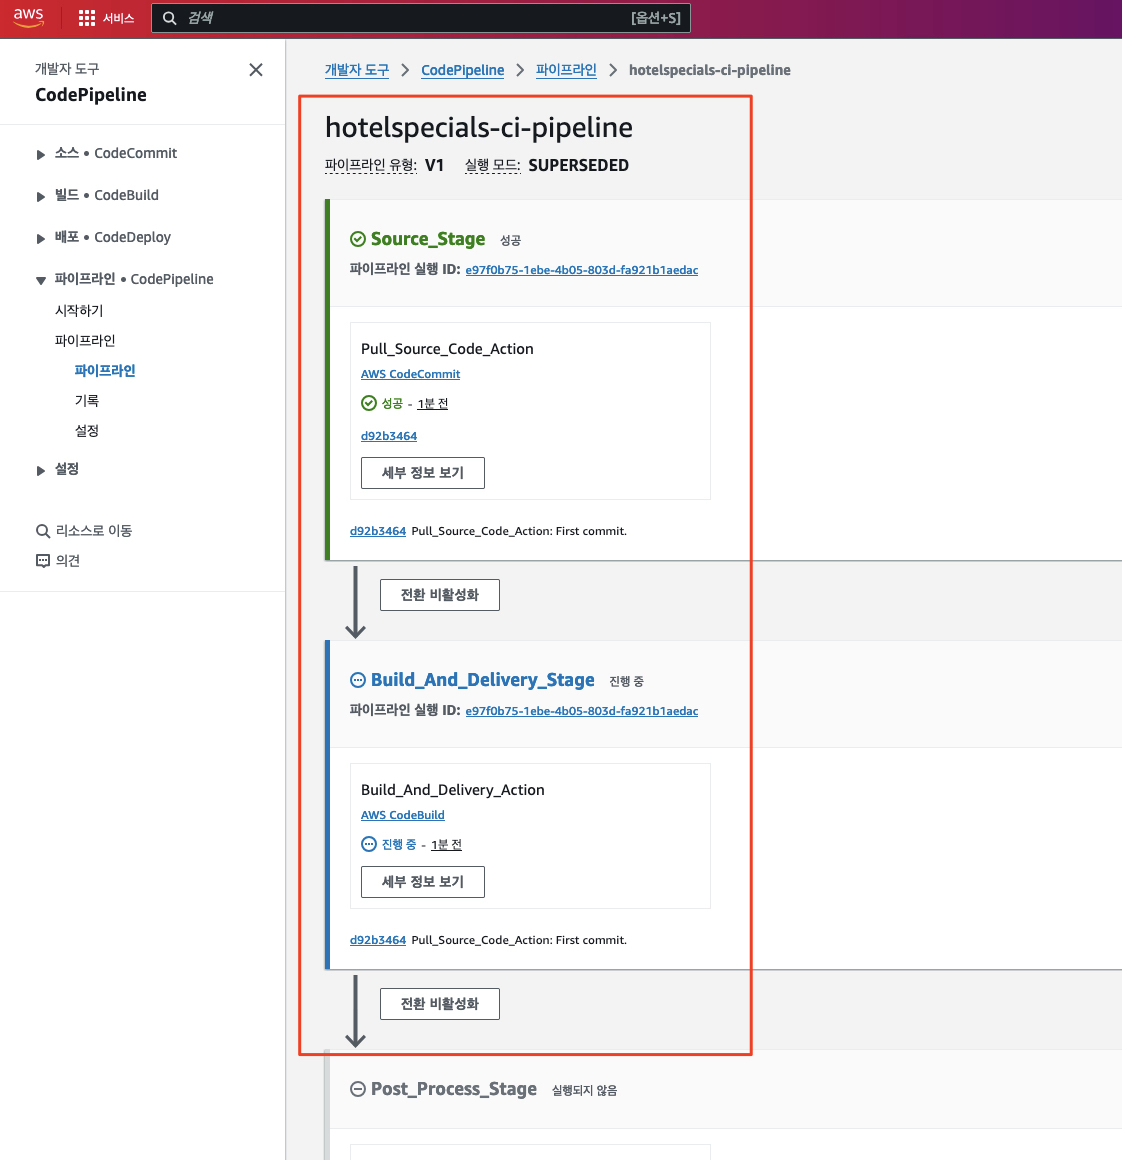 aws
서비스
검색
[옵션+S]
개발자 도구
CodePipeline
소스 • CodeCommit
빌드 • CodeBuild
배포 • CodeDeploy
파이프라인 • CodePipeline
시작하기
파이프라인
파이프라인
기록
설정
설정
리소스로 이동
의견
개발자 도구 > CodePipeline > 파이프라인 > hotelspecials-ci-pipeline
hotelspecials-ci-pipeline
파이프라인 유형: V1 실행 모드: SUPERSEDED
Source_Stage 성공
파이프라인 실행 ID: e97f0b75-1ebe-4b05-803d-fa921b1aedac
Pull_Source_Code_Action
AWS CodeCommit
성공 - 1분 전
d92b3464
세부 정보 보기
d92b3464 Pull_Source_Code_Action: First commit.
전환 비활성화
Build_And_Delivery_Stage 진행 중
파이프라인 실행 ID: e97f0b75-1ebe-4b05-803d-fa921b1aedac
Build_And_Delivery_Action
AWS CodeBuild
진행 중 - 1분 전
세부 정보 보기
d92b3464 Pull_Source_Code_Action: First commit.
전환 비활성화
Post_Process_Stage 실행되지 않음